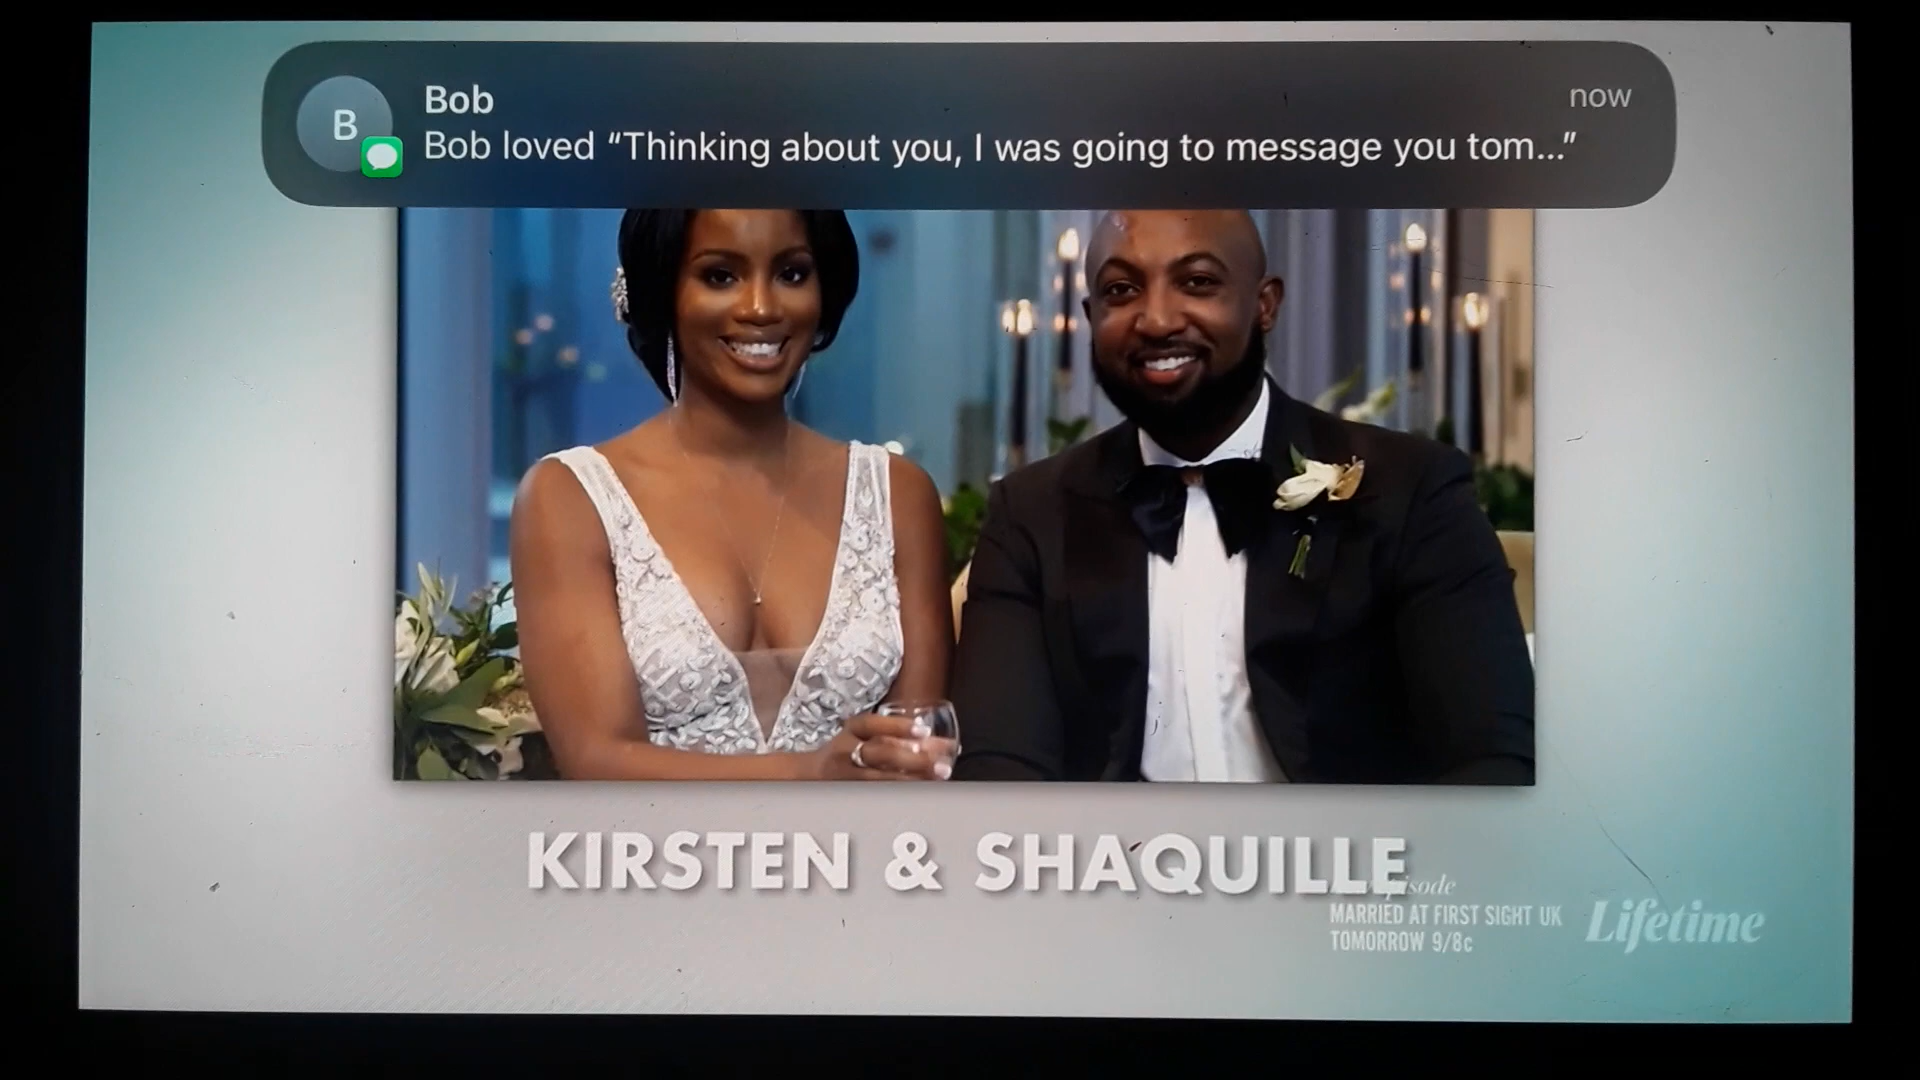 B
Bob
now
Bob loved “Thinking about you, I was going to message you tom...”
KIRSTEN & SHAQUILLE
MARRIED AT FIRST SIGHT UK
TOMORROW 9/8c
Lifetime